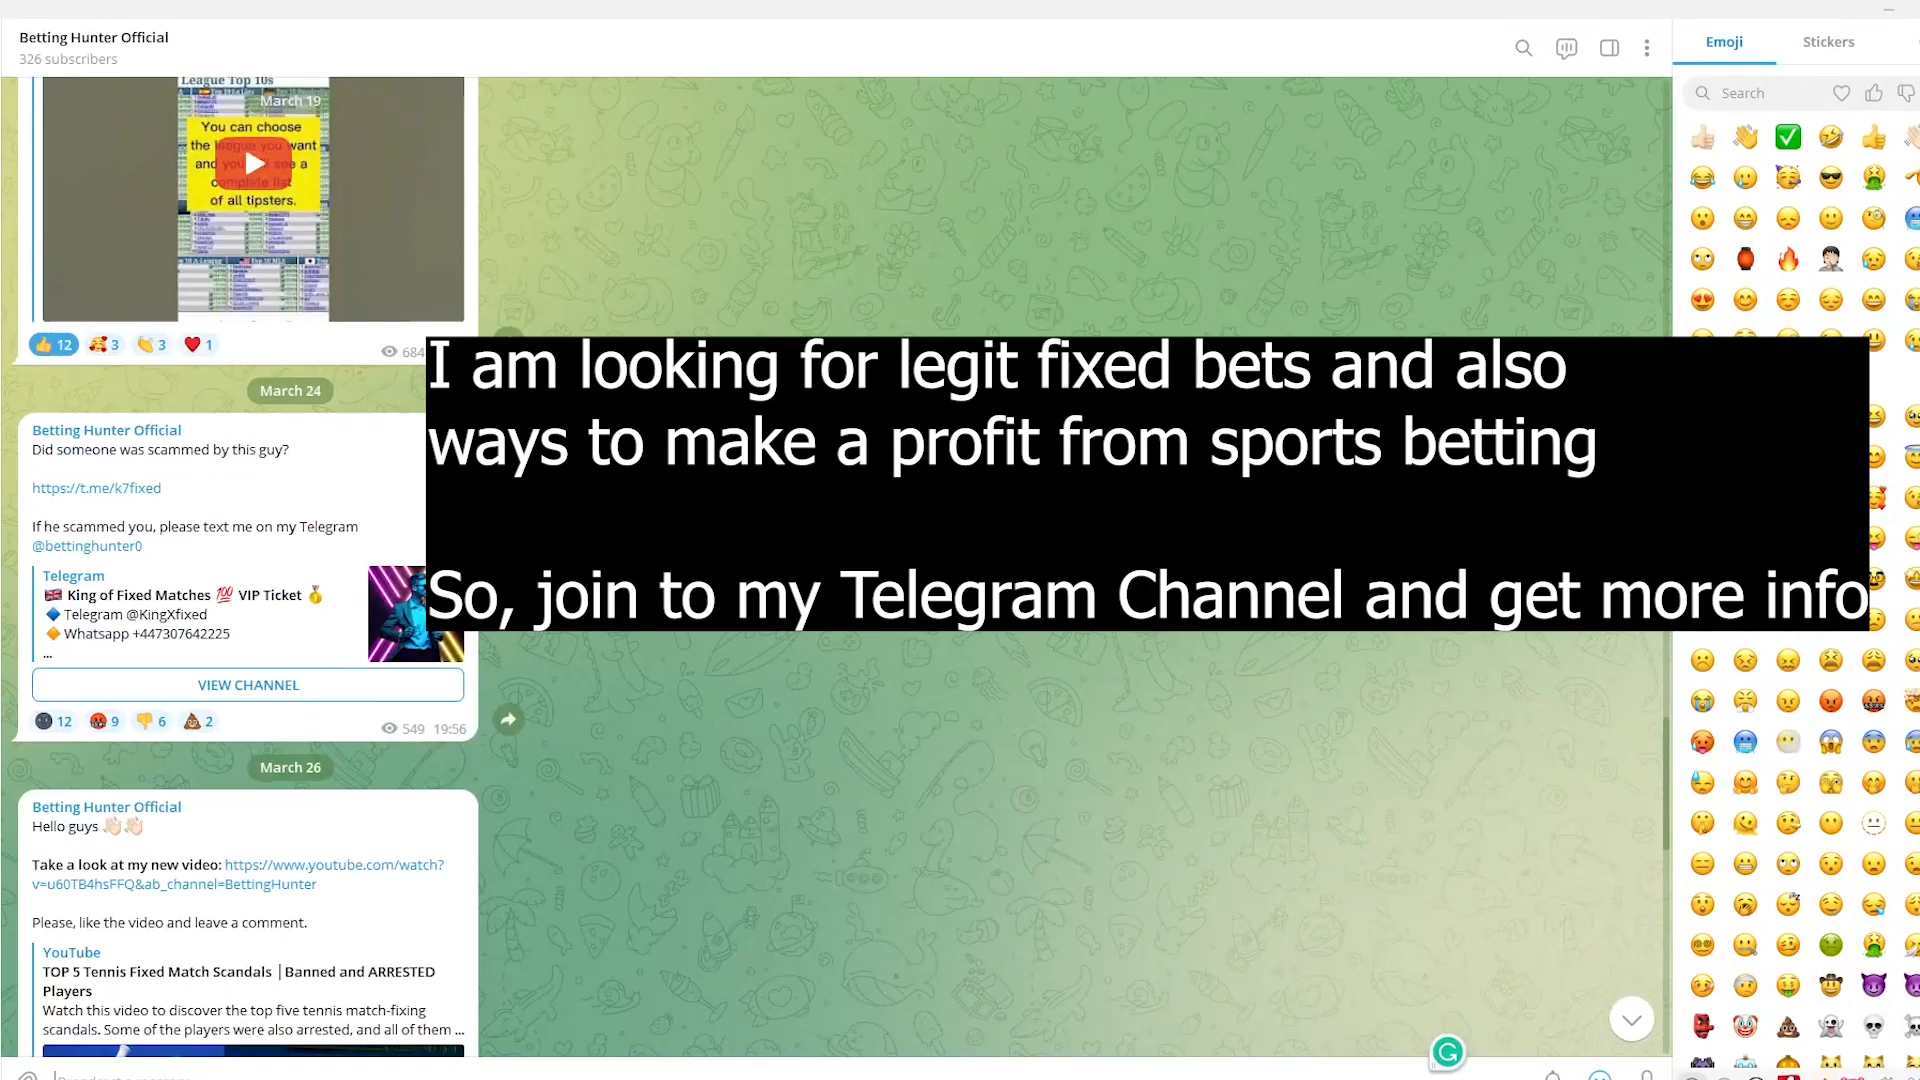 Betting Hunter Official
326 subscribers
Emoji
Stickers
Search
League Top 10s
March 19
You can choose
the league you want
and you see a
complete list
of all tipsters.
12
3
3
1
684
I am looking for legit fixed bets and also
ways to make a profit from sports betting
So, join to my Telegram Channel and get more info
March 24
Betting Hunter Official
Did someone was scammed by this guy?
https://t.me/k7fixed
If he scammed you, please text me on my Telegram
@bettinghunter0
Telegram
🇬🇧 King of Fixed Matches 💯 VIP Ticket 🥇
🔷 Telegram @KingXfixed
🔶 Whatsapp +447307642225
...
VIEW CHANNEL
12
9
6
2
549 19:56
March 26
Betting Hunter Official
Hello guys 👋🏻👋🏻
Take a look at my new video: https://www.youtube.com/watch?
v=u60TB4hsFFQ&ab_channel=BettingHunter
Please, like the video and leave a comment.
YouTube
TOP 5 Tennis Fixed Match Scandals |Banned and ARRESTED
Players
Watch this video to discover the top five tennis match-fixing
scandals. Some of the players were also arrested, and all of them ...